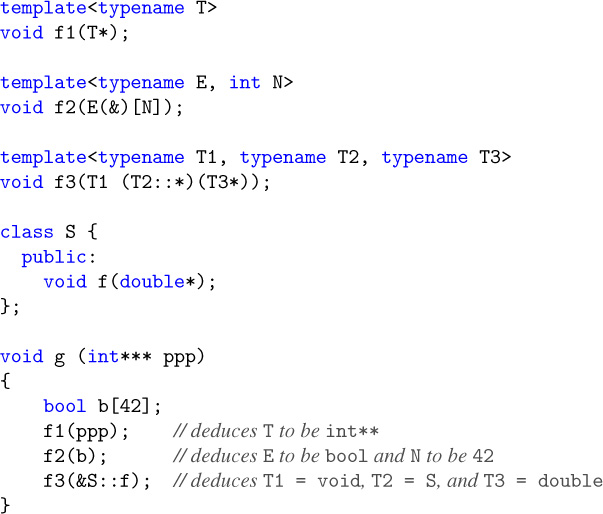 template<typename T>
void f1(T*);
template<typename E, int N>
void f2(E(&)[N]);
template<typename T1, typename T2, typename T3>
void f3(T1 (T2::*)(T3*));
class S {
public:
void f(double*);
};
void g (int*** ppp)
{
bool b[42];
f1(ppp); // deduces T to be int**
f2(b); // deduces E to be bool and N to be 42
f3(&S::f); // deduces T1 = void, T2 = S, and T3 = double
}